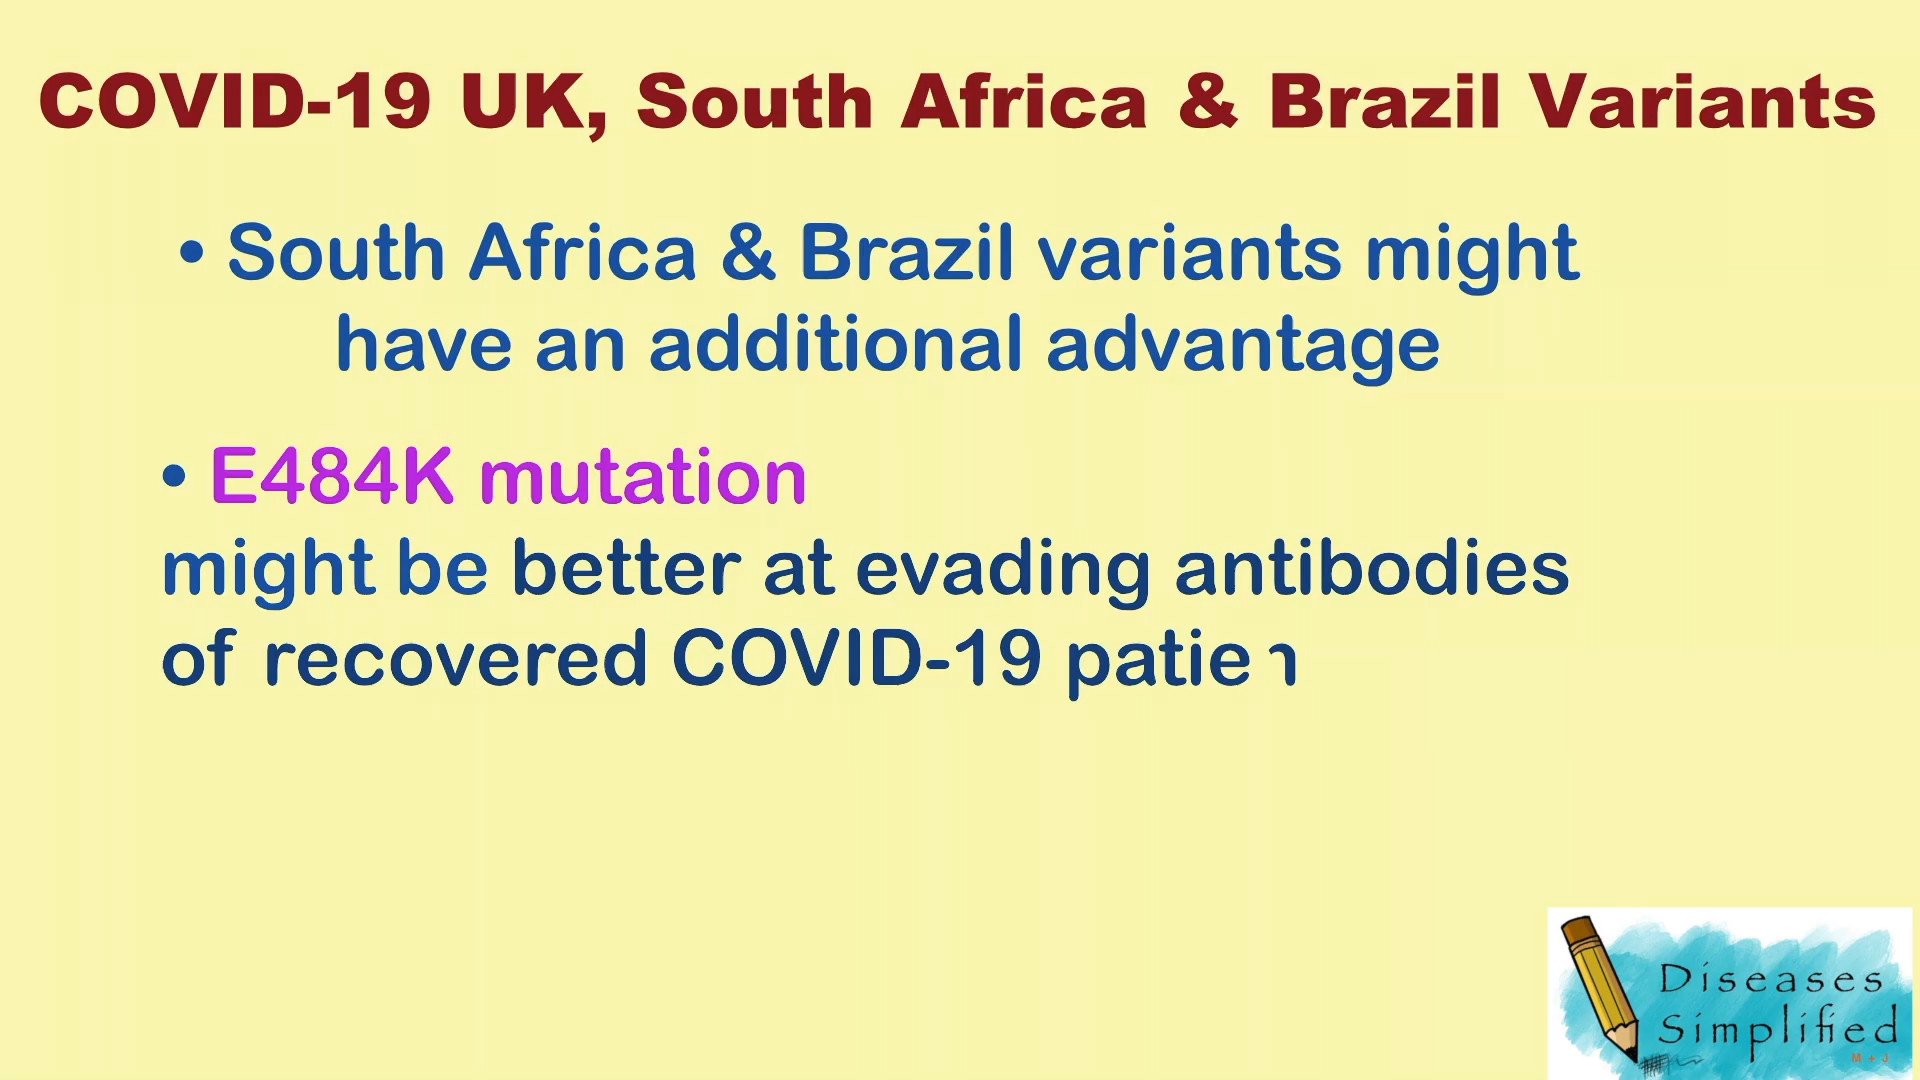 COVID-19 UK, South Africa & Brazil Variants
• South Africa & Brazil variants might
have an additional advantage
• E484K mutation
might be better at evading antibodies
of recovered COVID-19 patien
Diseases
Simplified
M + J